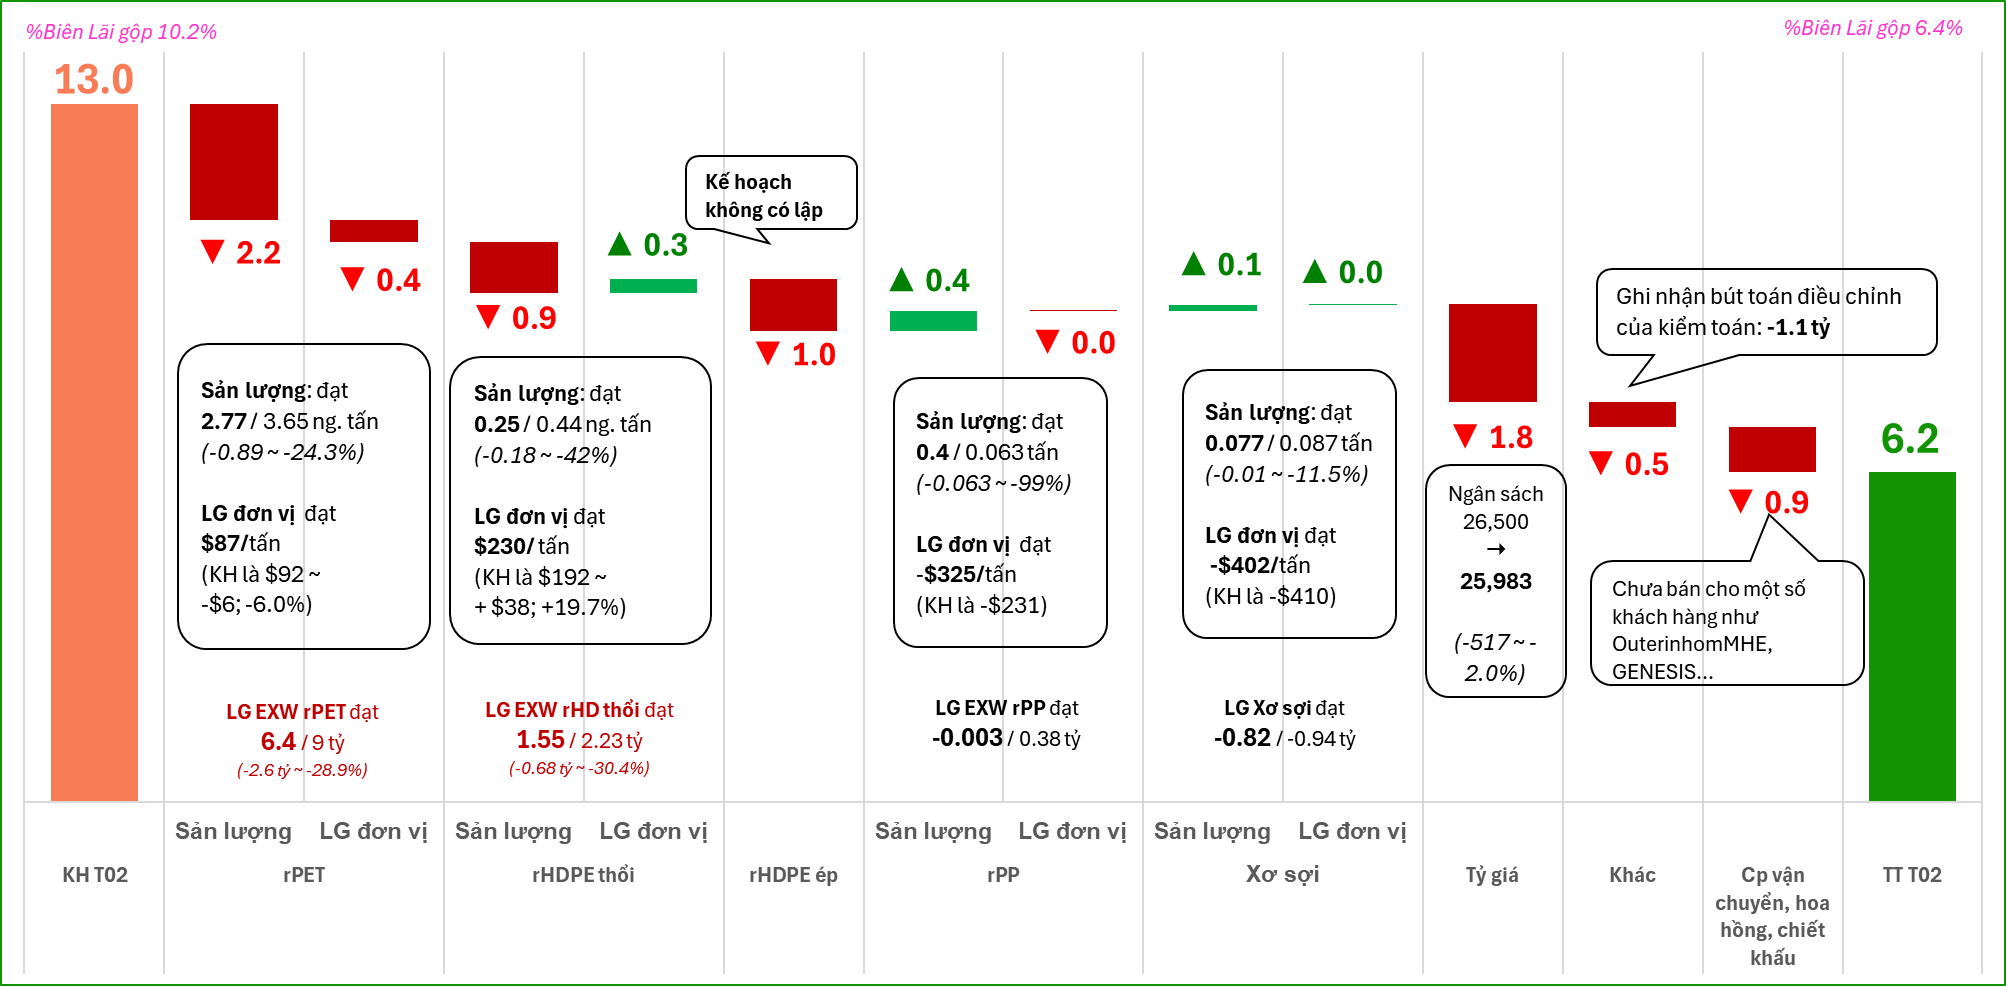 %Biên Lãi gộp 10.2%
%Biên Lãi gộp 6.4%
13.0
▼ 2.2
▼ 0.4
▼ 0.9
▲ 0.3
Kế hoạch
không có lập
▼ 1.0
▲ 0.4
▼ 0.0
▲ 0.1
▲ 0.0
▼ 1.8
Ghi nhận bút toán điều chỉnh
của kiểm toán: -1.1 tỷ
▼ 0.5
▼ 0.9
6.2
Sản lượng: đạt
2.77 / 3.65 ng. tấn
(-0.89 ~ -24.3%)
LG đơn vị đạt
$87/tấn
(KH là $92 ~
-$6; -6.0%)
Sản lượng: đạt
0.25 / 0.44 ng. tấn
(-0.18 ~ -42%)
LG đơn vị đạt
$230/ tấn
(KH là $192 ~
+ $38; +19.7%)
Sản lượng: đạt
0.4 / 0.063 tấn
(-0.063 ~ -99%)
LG đơn vị đạt
-$325/tấn
(KH là -$231)
Sản lượng: đạt
0.077 / 0.087 tấn
(-0.01 ~ -11.5%)
LG đơn vị đạt
-$402/tấn
(KH là -$410)
Ngân sách
26,500
→
25,983
(-517 ~ -
2.0%)
Chưa bán cho một số
khách hàng như
OuterinhomMHE,
GENESIS...
LG EXW rPET đạt
6.4 / 9 tỷ
(-2.6 tỷ ~ -28.9%)
LG EXW rHD thổi đạt
1.55 / 2.23 tỷ
(-0.68 tỷ ~ -30.4%)
LG EXW rPP đạt
-0.003 / 0.38 tỷ
LG Xơ sợi đạt
-0.82 / -0.94 tỷ
Sản lượng LG đơn vị Sản lượng LG đơn vị Sản lượng LG đơn vị Sản lượng LG đơn vị
KH T02 rPET rHDPE thổi rHDPE ép rPP Xơ sợi Tỷ giá Khác Cp vận TT T02
chuyển, hoa
hồng, chiết
khấu